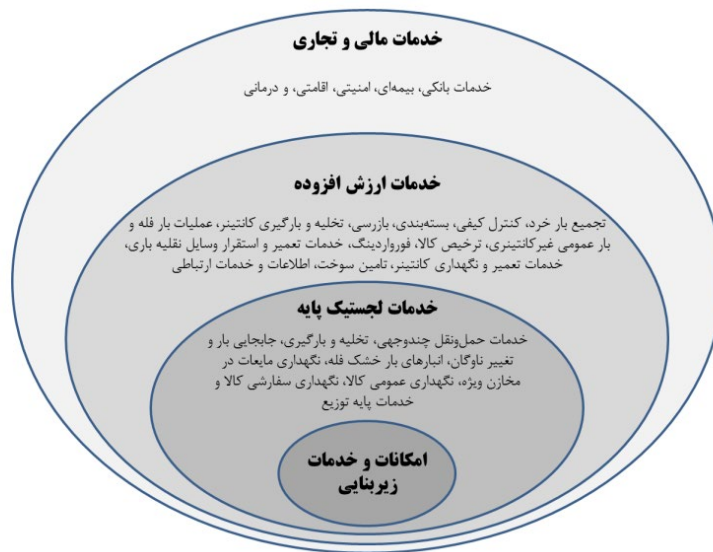 خدمات مالی و تجاری
خدمات بانکی، بیمه‌ای، امنیتی، اقامتی، و درمانی
خدمات ارزش افزوده
تجمیع بار خرد، کنترل کیفی، بسته‌بندی، بازرسی، تخلیه و بارگیری کانتینر، عملیات بار فله و
بار عمومی غیرکانتینری، ترخیص کالا، فورواردینگ، خدمات تعمیر و استقرار وسایل نقلیه باری،
خدمات تعمیر و نگهداری کانتینر، تامین سوخت، اطلاعات و خدمات ارتباطی
خدمات لجستیک پایه
خدمات حمل‌ونقل چندوجهی، تخلیه و بارگیری، جابجایی بار و
تغییر ناوگان، انبارهای بار خشک فله، نگهداری مایعات در
مخازن ویژه، نگهداری عمومی کالا، نگهداری سفارشی کالا و
خدمات پایه توزیع
امکانات و خدمات
زیربنایی